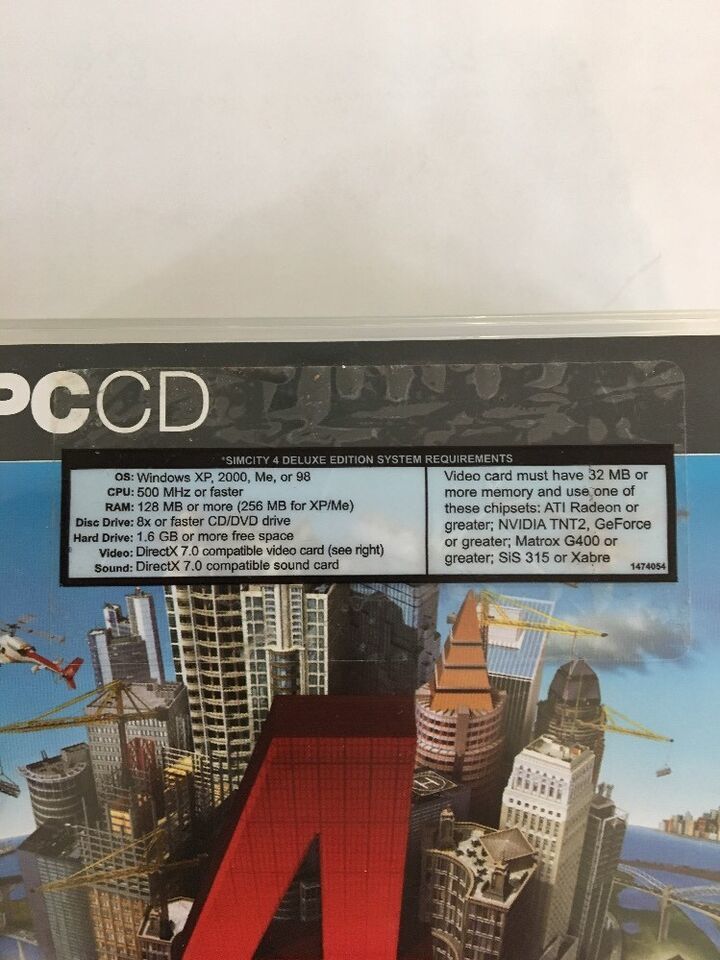 PCCD
*SIMCITY 4 DELUXE EDITION SYSTEM REQUIREMENTS
OS: Windows XP, 2000, Me, or 98
CPU: 500 MHz or faster
RAM: 128 MB or more (256 MB for XP/Me)
Disc Drive: 8x or faster CD/DVD drive
Hard Drive: 1.6 GB or more free space
Video: DirectX 7.0 compatible video card (see right)
Sound: DirectX 7.0 compatible sound card
Video card must have 32 MB or
more memory and use one of
these chipsets: ATI Radeon or
greater; NVIDIA TNT2, GeForce
or greater; Matrox G400 or
greater; SiS 315 or Xabre
1474054
4
H